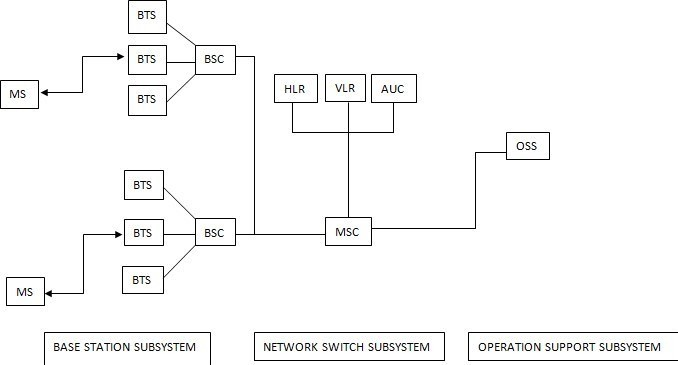 BTS
BTS
BSC
MS
BTS
HLR
VLR
AUC
OSS
BTS
BTS
BSC
MSC
MS
BTS
BASE STATION SUBSYSTEM
NETWORK SWITCH SUBSYSTEM
OPERATION SUPPORT SUBSYSTEM